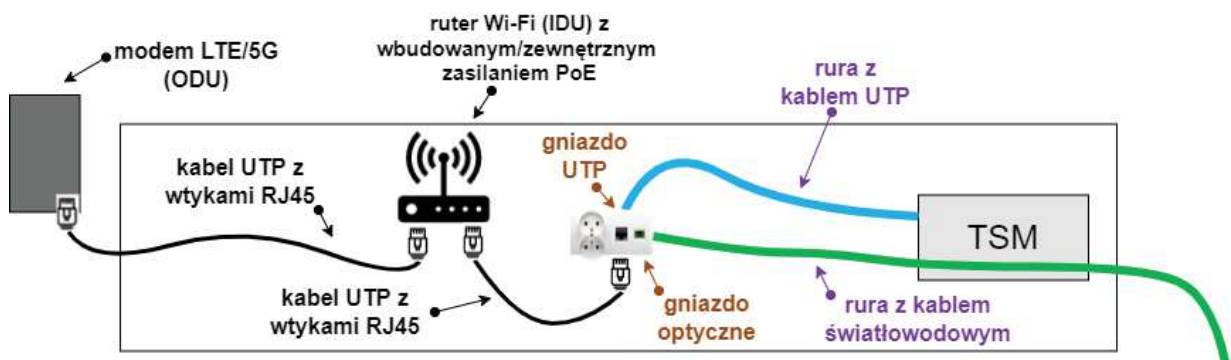 modem LTE/5G
(ODU)
ruter Wi-Fi (IDU) z
wbudowanym/zewnętrznym
zasilaniem PoE
rura z
kablem UTP
gniazdo
UTP
kabel UTP z
wtykami RJ45
TSM
kabel UTP z
wtykami RJ45
gniazdo
optyczne
rura z kablem
światłowodowym